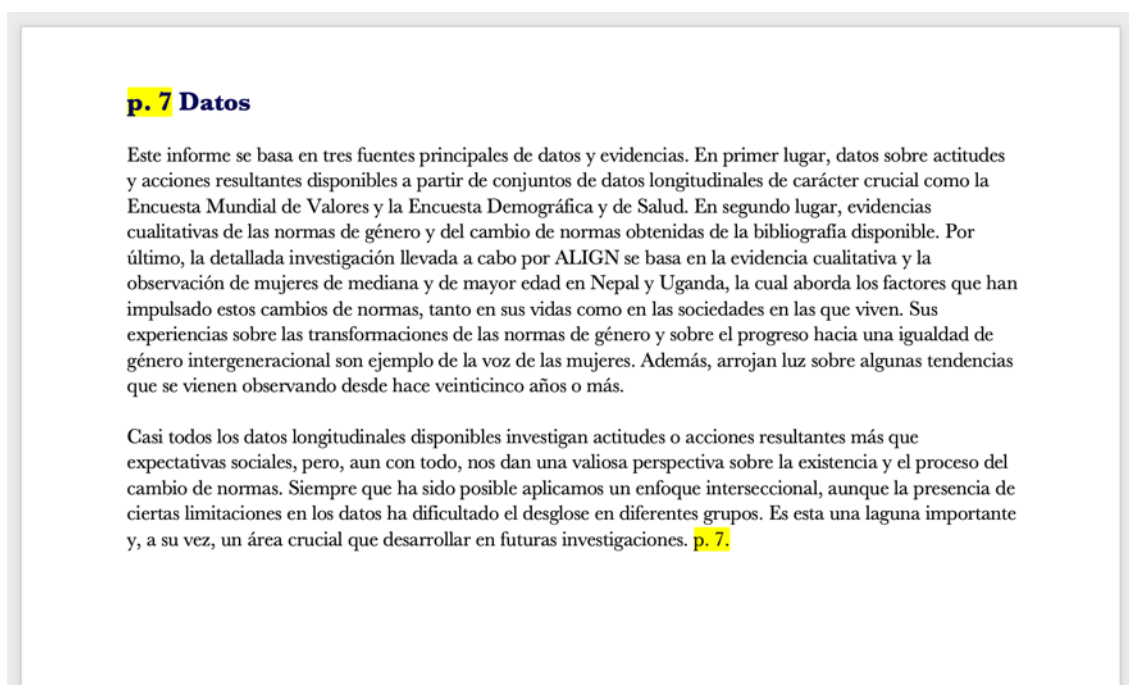 p. 7 Datos
Este informe se basa en tres fuentes principales de datos y evidencias. En primer lugar, datos sobre actitudes
y acciones resultantes disponibles a partir de conjuntos de datos longitudinales de carácter crucial como la
Encuesta Mundial de Valores y la Encuesta Demográfica y de Salud. En segundo lugar, evidencias
cualitativas de las normas de género y del cambio de normas obtenidas de la bibliografía disponible. Por
último, la detallada investigación llevada a cabo por ALIGN se basa en la evidencia cualitativa y la
observación de mujeres de mediana y de mayor edad en Nepal y Uganda, la cual aborda los factores que han
impulsado estos cambios de normas, tanto en sus vidas como en las sociedades en las que viven. Sus
experiencias sobre las transformaciones de las normas de género y sobre el progreso hacia una igualdad de
género intergeneracional son ejemplo de la voz de las mujeres. Además, arrojan luz sobre algunas tendencias
que se vienen observando desde hace veinticinco años o más.
Casi todos los datos longitudinales disponibles investigan actitudes o acciones resultantes más que
expectativas sociales, pero, aun con todo, nos dan una valiosa perspectiva sobre la existencia y el proceso del
cambio de normas. Siempre que ha sido posible aplicamos un enfoque interseccional, aunque la presencia de
ciertas limitaciones en los datos ha dificultado el desglose en diferentes grupos. Es esta una laguna importante
y, a su vez, un área crucial que desarrollar en futuras investigaciones. p. 7.